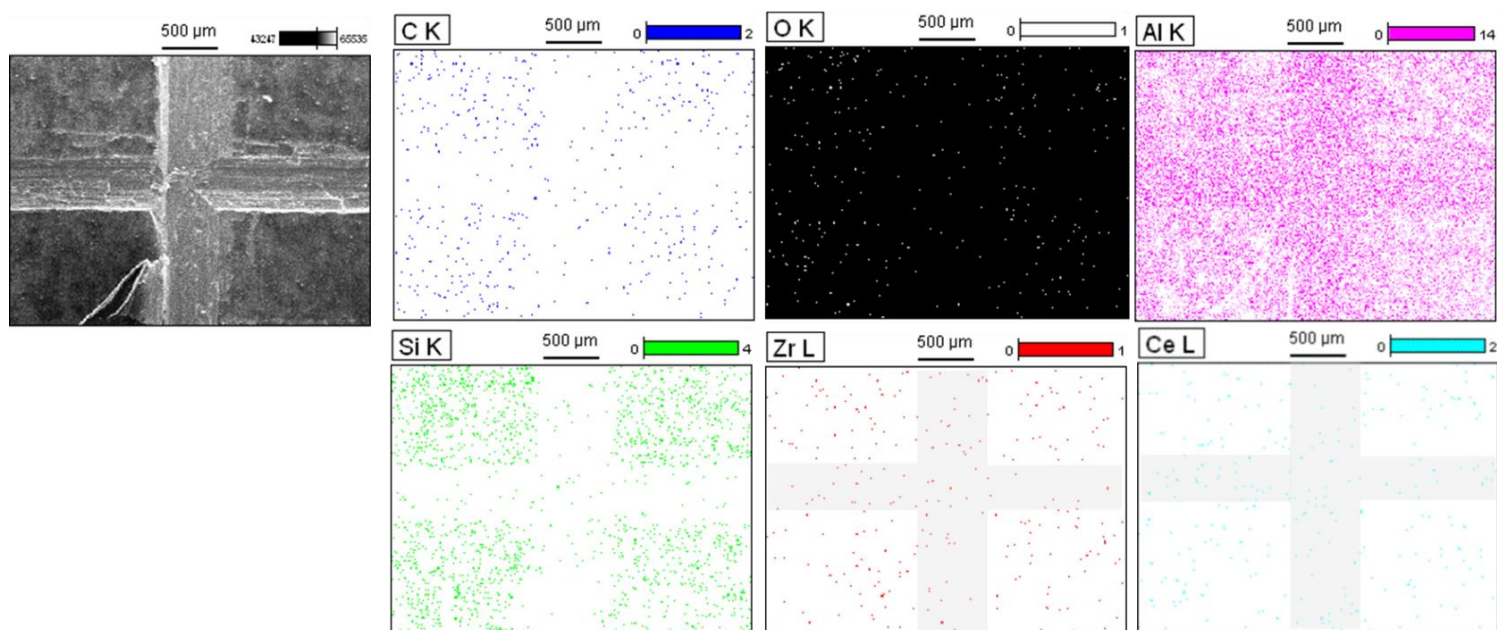 500 µm
43247 65535
C K 500 µm 0 2
O K 500 µm 0 1
Al K 500 µm 0 14
Si K 500 µm 0 4
Zr L 500 µm 0 1
Ce L 500 µm 0 2